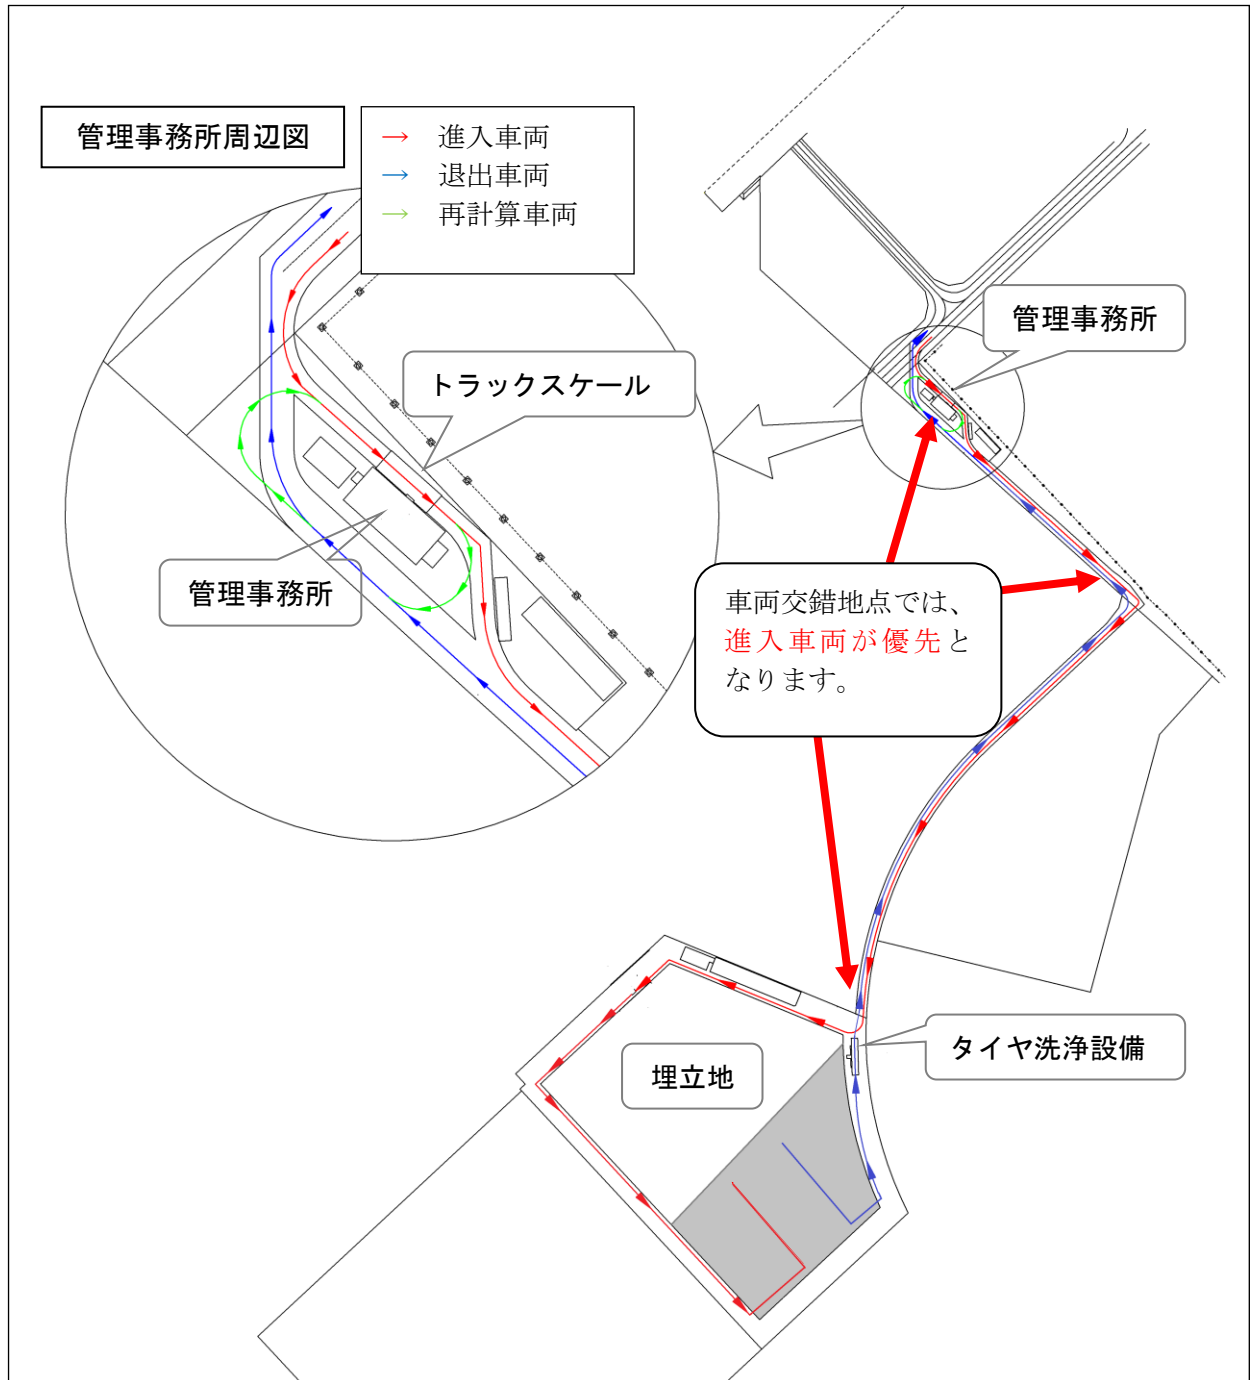 管理事務所周辺図
進入車両
退出車両
再計算車両
管理事務所
トラックスケール
管理事務所
車両交錯地点では、
進入車両が優先と
なります。
タイヤ洗浄設備
埋立地